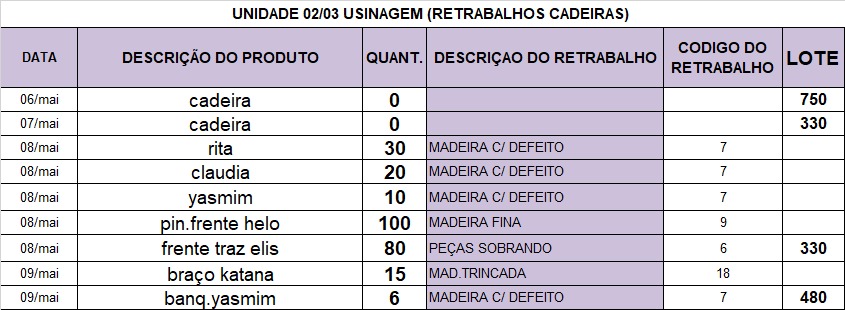 UNIDADE 02/03 USINAGEM (RETRABALHOS CADEIRAS)
DATA DESCRIÇÃO DO PRODUTO QUANT. DESCRIÇAO DO RETRABALHO CODIGO DO RETRABALHO LOTE
06/mai cadeira 0 750
07/mai cadeira 0 330
08/mai rita 30 MADEIRA C/ DEFEITO 7
08/mai claudia 20 MADEIRA C/ DEFEITO 7
08/mai yasmim 10 MADEIRA C/ DEFEITO 7
08/mai pin.frente helo 100 MADEIRA FINA 9
08/mai frente traz elis 80 PEÇAS SOBRANDO 6 330
09/mai braço katana 15 MAD.TRINCADA 18
09/mai banq.yasmim 6 MADEIRA C/ DEFEITO 7 480